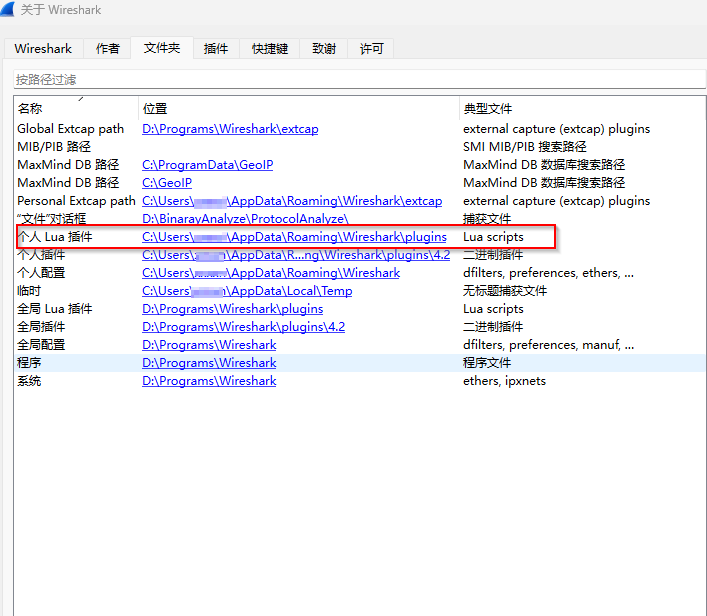 关于 Wireshark
Wireshark 作者 文件夹 插件 快捷键 致谢 许可
按路径过滤
名称 位置 典型文件
Global Extcap path D:\Programs\Wireshark\extcap external capture (extcap) plugins
MIB/PIB 路径 SMI MIB/PIB 搜索路径
MaxMind DB 路径 C:\ProgramData\GeoIP MaxMind DB 数据库搜索路径
MaxMind DB 路径 C:\GeoIP MaxMind DB 数据库搜索路径
Personal Extcap path C:\Users\ \AppData\Roaming\Wireshark\extcap external capture (extcap) plugins
“文件”对话框 D:\BinarayAnalyze\ProtocolAnalyze\ 捕获文件
个人 Lua 插件 C:\Users\ \AppData\Roaming\Wireshark\plugins Lua scripts
个人插件 C:\Users\ \AppData\R...ng\Wireshark\plugins\4.2 二进制插件
个人配置 C:\Users\ \AppData\Roaming\Wireshark dfilters, preferences, ethers, ...
临时 C:\Users\ \AppData\Local\Temp 无标题捕获文件
全局 Lua 插件 D:\Programs\Wireshark\plugins Lua scripts
全局插件 D:\Programs\Wireshark\plugins\4.2 二进制插件
全局配置 D:\Programs\Wireshark dfilters, preferences, manuf, ...
程序 D:\Programs\Wireshark 程序文件
系统 D:\Programs\Wireshark ethers, ipxnets